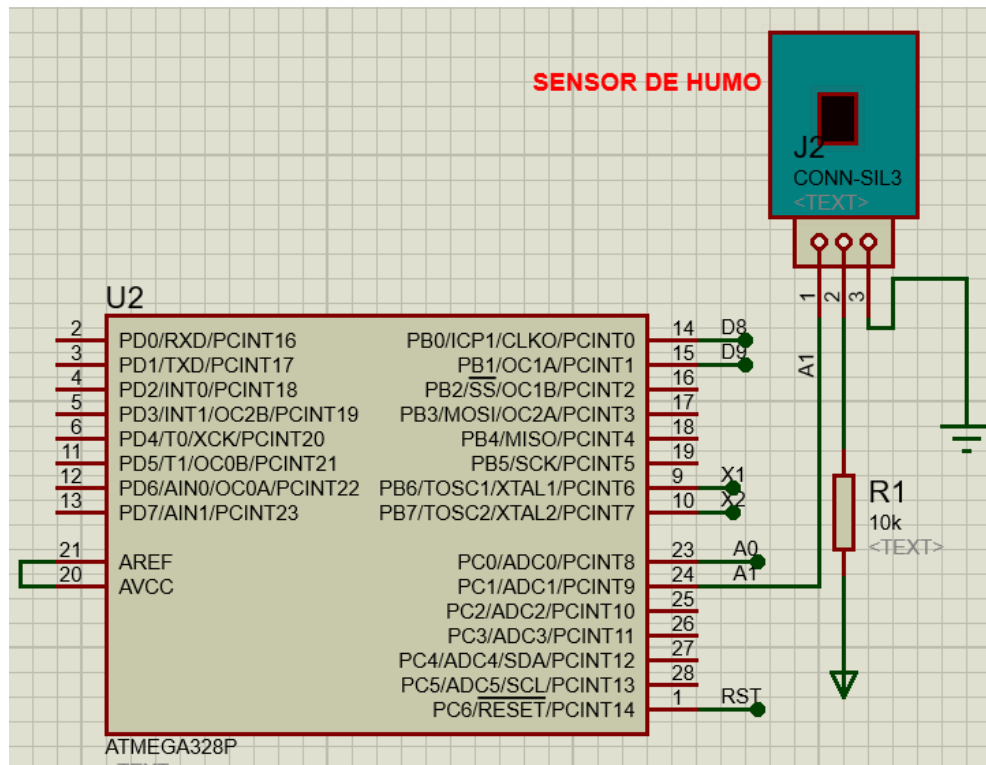 SENSOR DE HUMO
J2
CONN-SIL3
<TEXT>
1
2
3
A1
U2
2 PD0/RXD/PCINT16
3 PD1/TXD/PCINT17
4 PD2/INT0/PCINT18
5 PD3/INT1/OC2B/PCINT19
6 PD4/T0/XCK/PCINT20
11 PD5/T1/OC0B/PCINT21
12 PD6/AIN0/OC0A/PCINT22
13 PD7/AIN1/PCINT23
21 AREF
20 AVCC
PB0/ICP1/CLKO/PCINT0 14 D8
PB1/OC1A/PCINT1 15 D9
PB2/SS/OC1B/PCINT2 16
PB3/MOSI/OC2A/PCINT3 17
PB4/MISO/PCINT4 18
PB5/SCK/PCINT5 19
PB6/TOSC1/XTAL1/PCINT6 9 X1
PB7/TOSC2/XTAL2/PCINT7 10 X2
PC0/ADC0/PCINT8 23 A0
PC1/ADC1/PCINT9 24 A1
PC2/ADC2/PCINT10 25
PC3/ADC3/PCINT11 26
PC4/ADC4/SDA/PCINT12 27
PC5/ADC5/SCL/PCINT13 28
PC6/RESET/PCINT14 1 RST
R1
10k
<TEXT>
ATMEGA328P